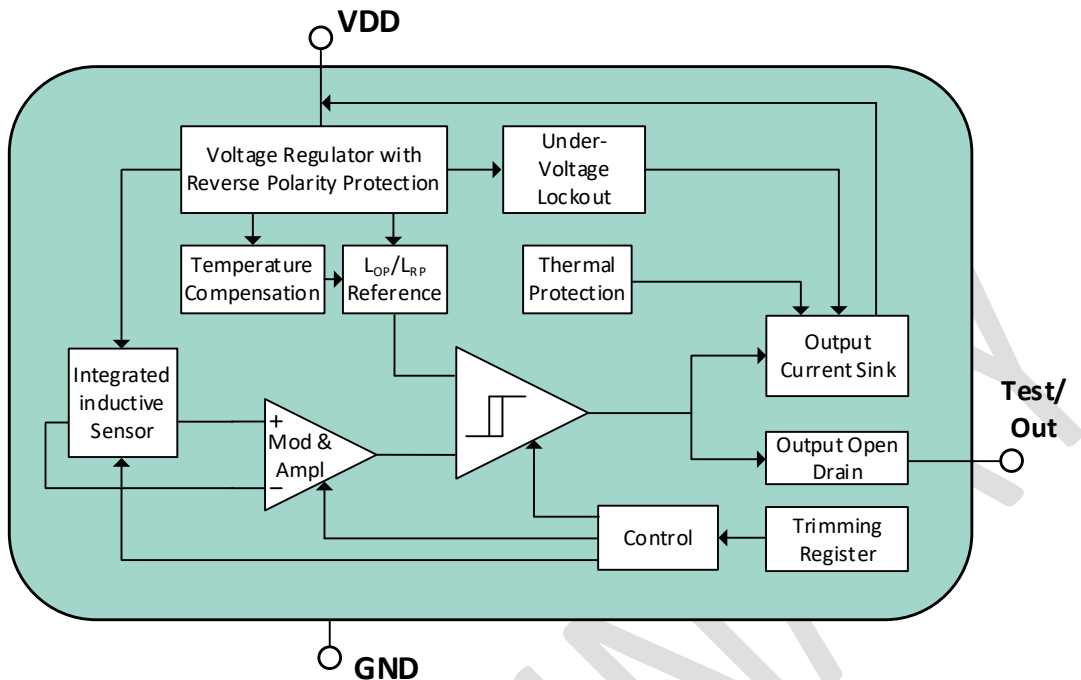 VDD
Voltage Regulator with
Reverse Polarity Protection
Under-
Voltage
Lockout
Temperature
Compensation
LOP/LRP
Reference
Thermal
Protection
Integrated
inductive
Sensor
+
Mod &
Ampl
−
Output
Current Sink
Test/
Out
Output Open
Drain
Control
Trimming
Register
GND